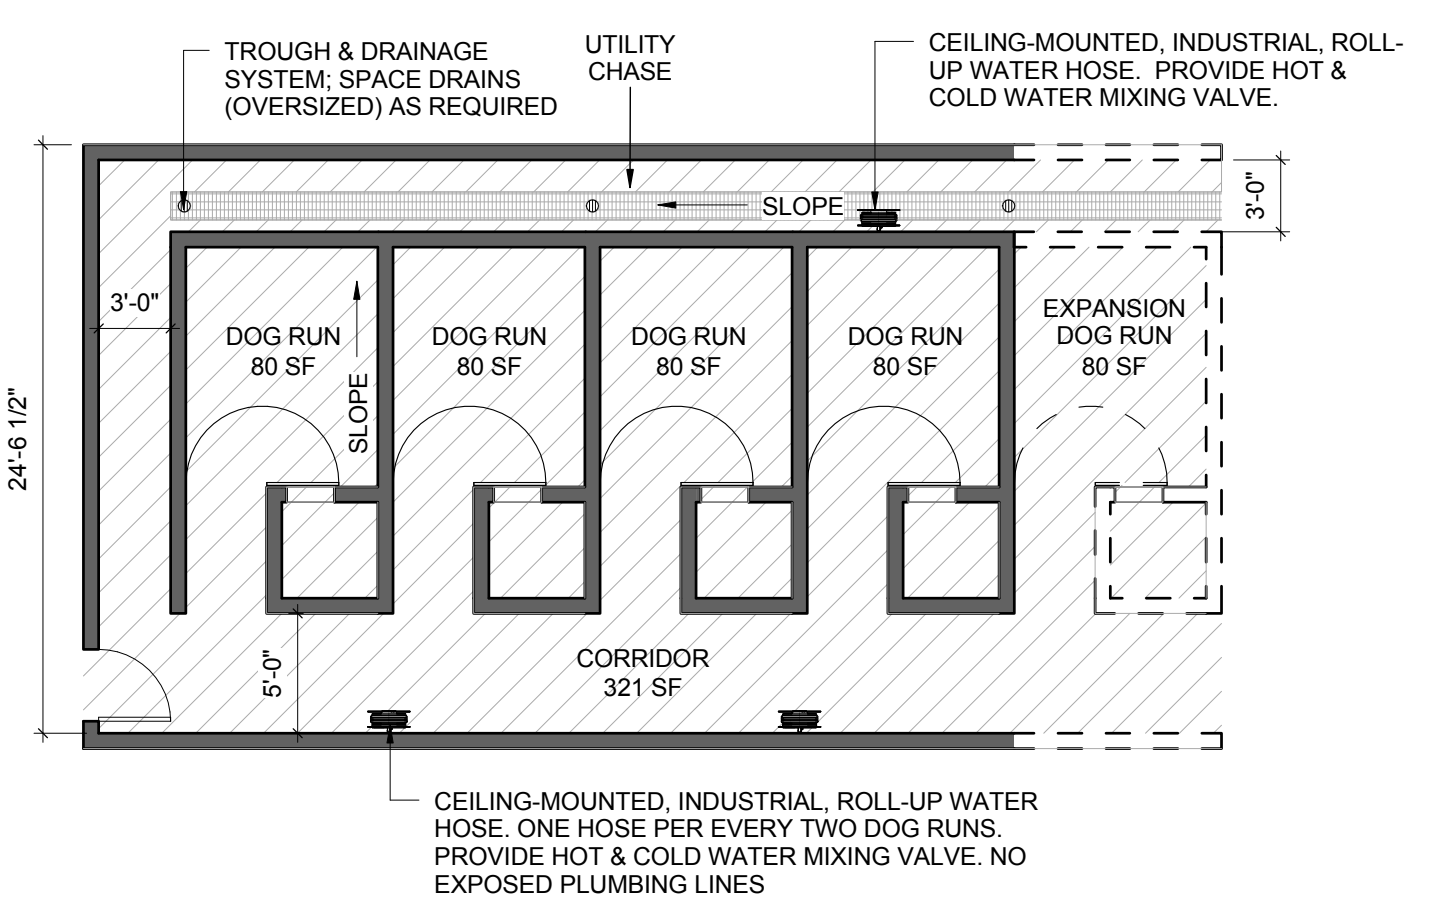 TROUGH & DRAINAGE
SYSTEM; SPACE DRAINS
(OVERSIZED) AS REQUIRED
UTILITY
CHASE
CEILING-MOUNTED, INDUSTRIAL, ROLL-
UP WATER HOSE.  PROVIDE HOT &
COLD WATER MIXING VALVE.
SLOPE
3'-0"
3'-0"
24'-6 1/2"
DOG RUN
80 SF
SLOPE
DOG RUN
80 SF
DOG RUN
80 SF
DOG RUN
80 SF
EXPANSION
DOG RUN
80 SF
5'-0"
CORRIDOR
321 SF
CEILING-MOUNTED, INDUSTRIAL, ROLL-UP WATER
HOSE. ONE HOSE PER EVERY TWO DOG RUNS.
PROVIDE HOT & COLD WATER MIXING VALVE. NO
EXPOSED PLUMBING LINES